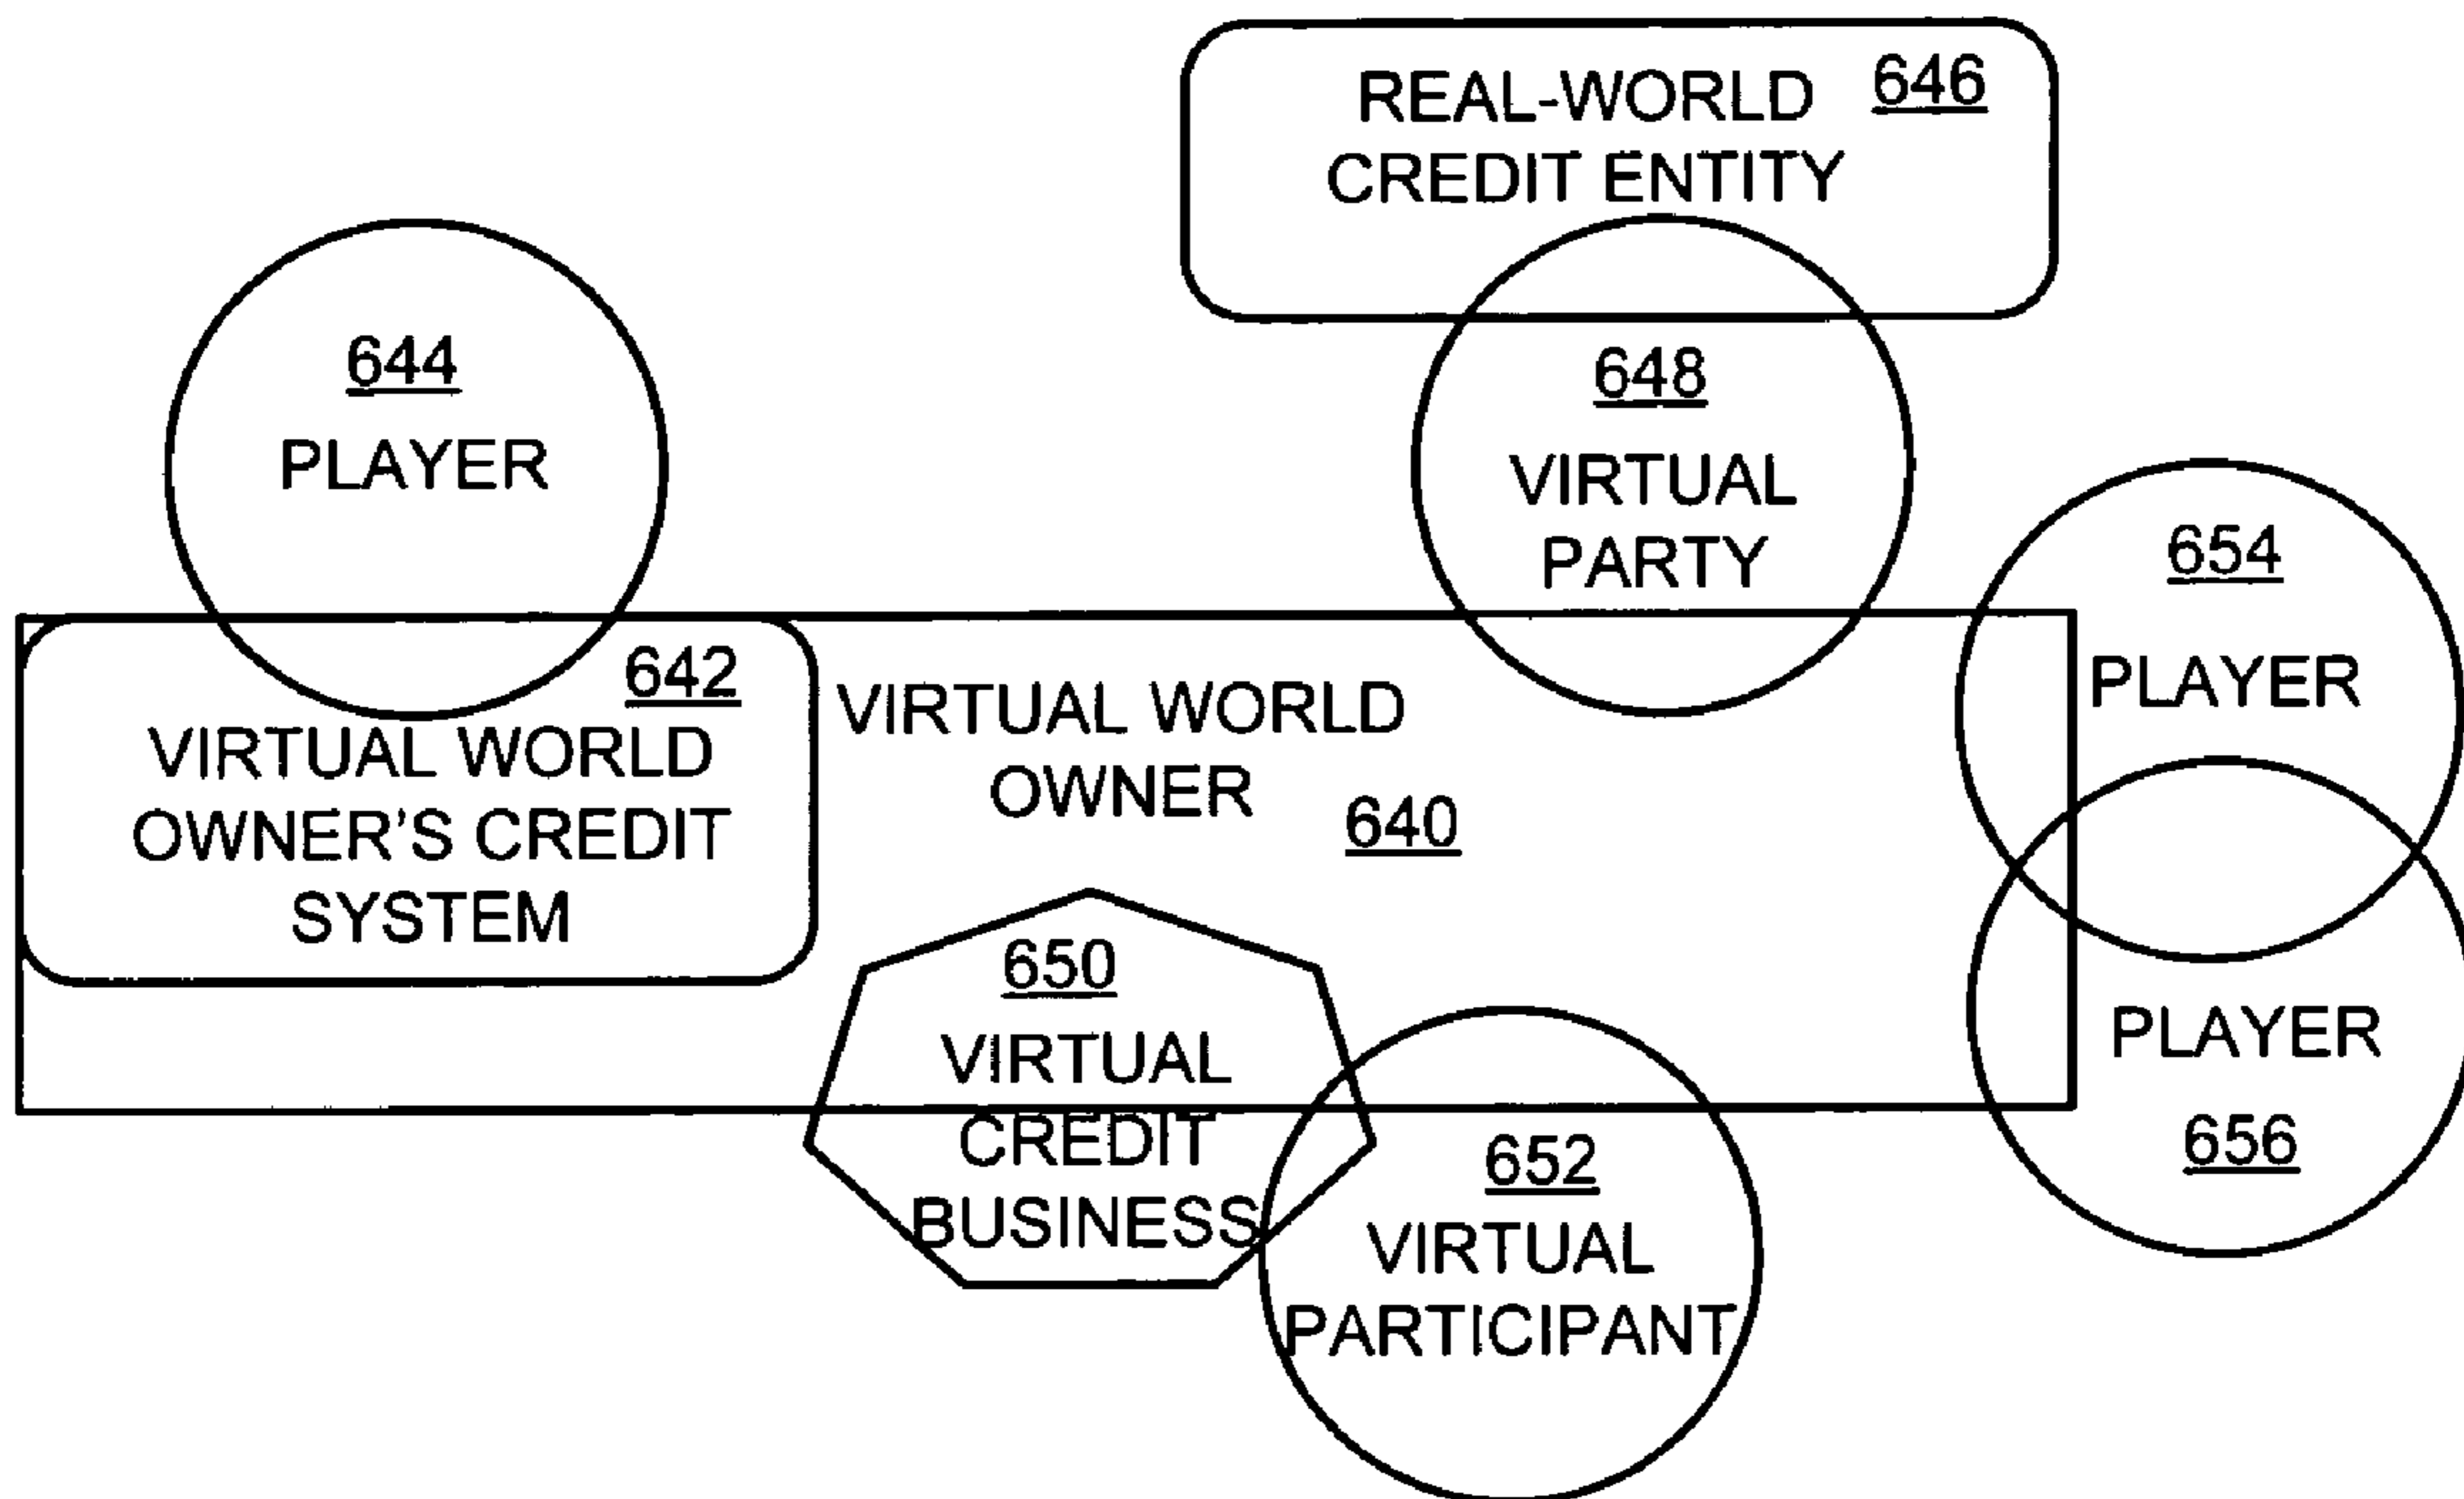 REAL-WORLD 646
CREDIT ENTITY
644
PLAYER
648
VIRTUAL
PARTY
654
PLAYER
642
VIRTUAL WORLD
OWNER'S CREDIT
SYSTEM
VIRTUAL WORLD
OWNER
640
650
VIRTUAL
CREDIT
BUSINESS
652
VIRTUAL
PARTICIPANT
PLAYER
656